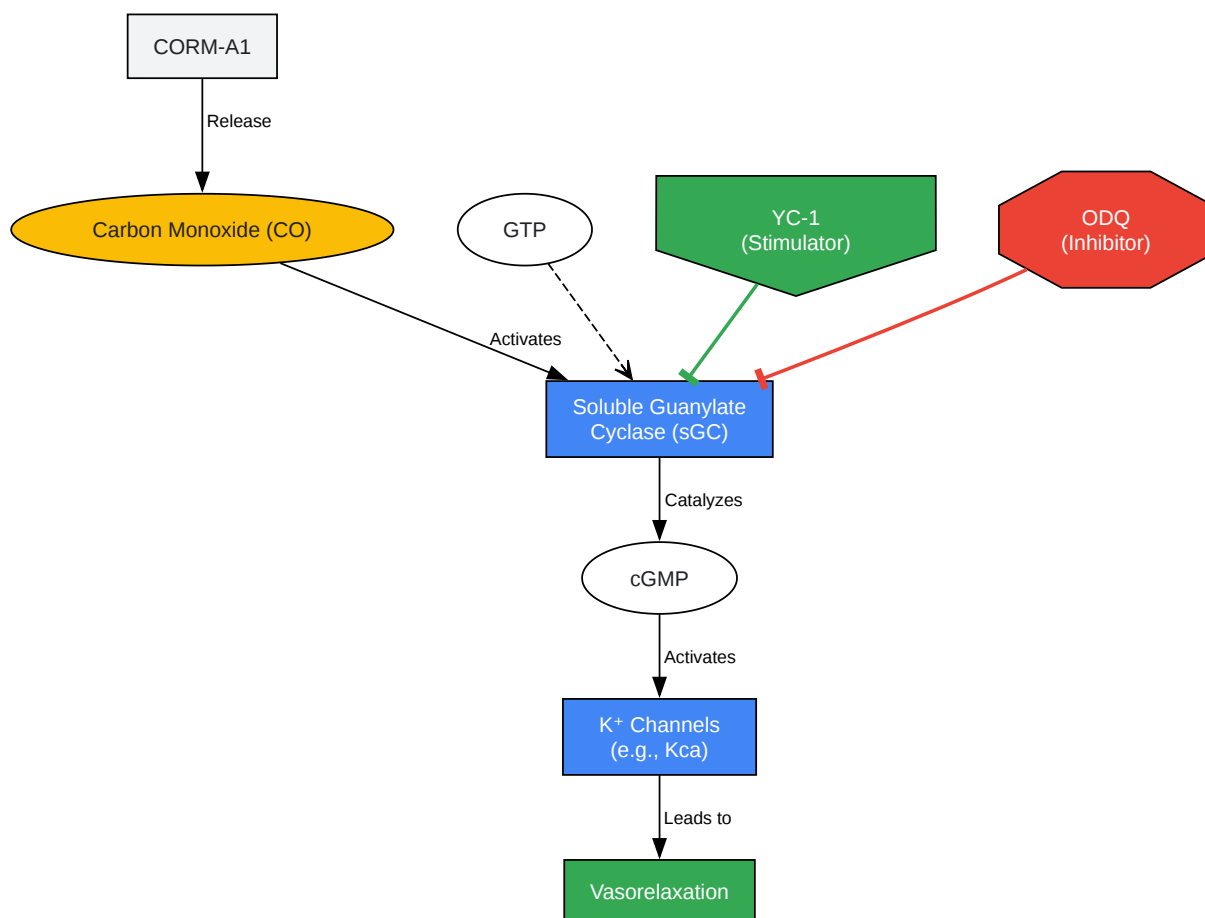 CORM-A1
Release
Carbon Monoxide (CO)
GTP
YC-1
(Stimulator)
ODQ
(Inhibitor)
Activates
Soluble Guanylate
Cyclase (sGC)
Catalyzes
cGMP
Activates
K⁺ Channels
(e.g., Kca)
Leads to
Vasorelaxation